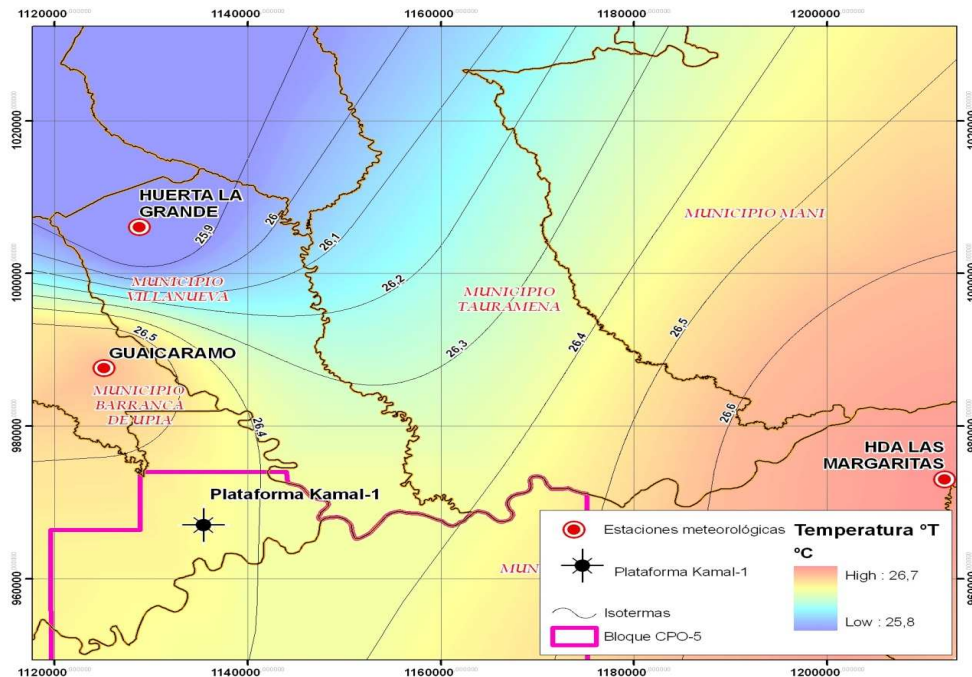 1120000
1140000
1160000
1180000
1200000
1020000
1020000
1000000
1000000
980000
980000
960000
HUERTA LA
GRANDE
25,9
26
26,1
26,2
MUNICIPIO MANI
MUNICIPIO
VILLANUEVA
MUNICIPIO
TAURAMENA
26,3
26,4
26,5
26,5
GUAICARAMO
MUNICIPIO
BARRANCA
DE UPIA
26,4
26,6
HDA LAS
MARGARITAS
Plataforma Kamal-1
Estaciones meteorológicas
Plataforma Kamal-1
Isotermas
Bloque CPO-5
Temperatura °T
°C
High : 26,7
Low : 25,8
1120000
1140000
1160000
1180000
1200000